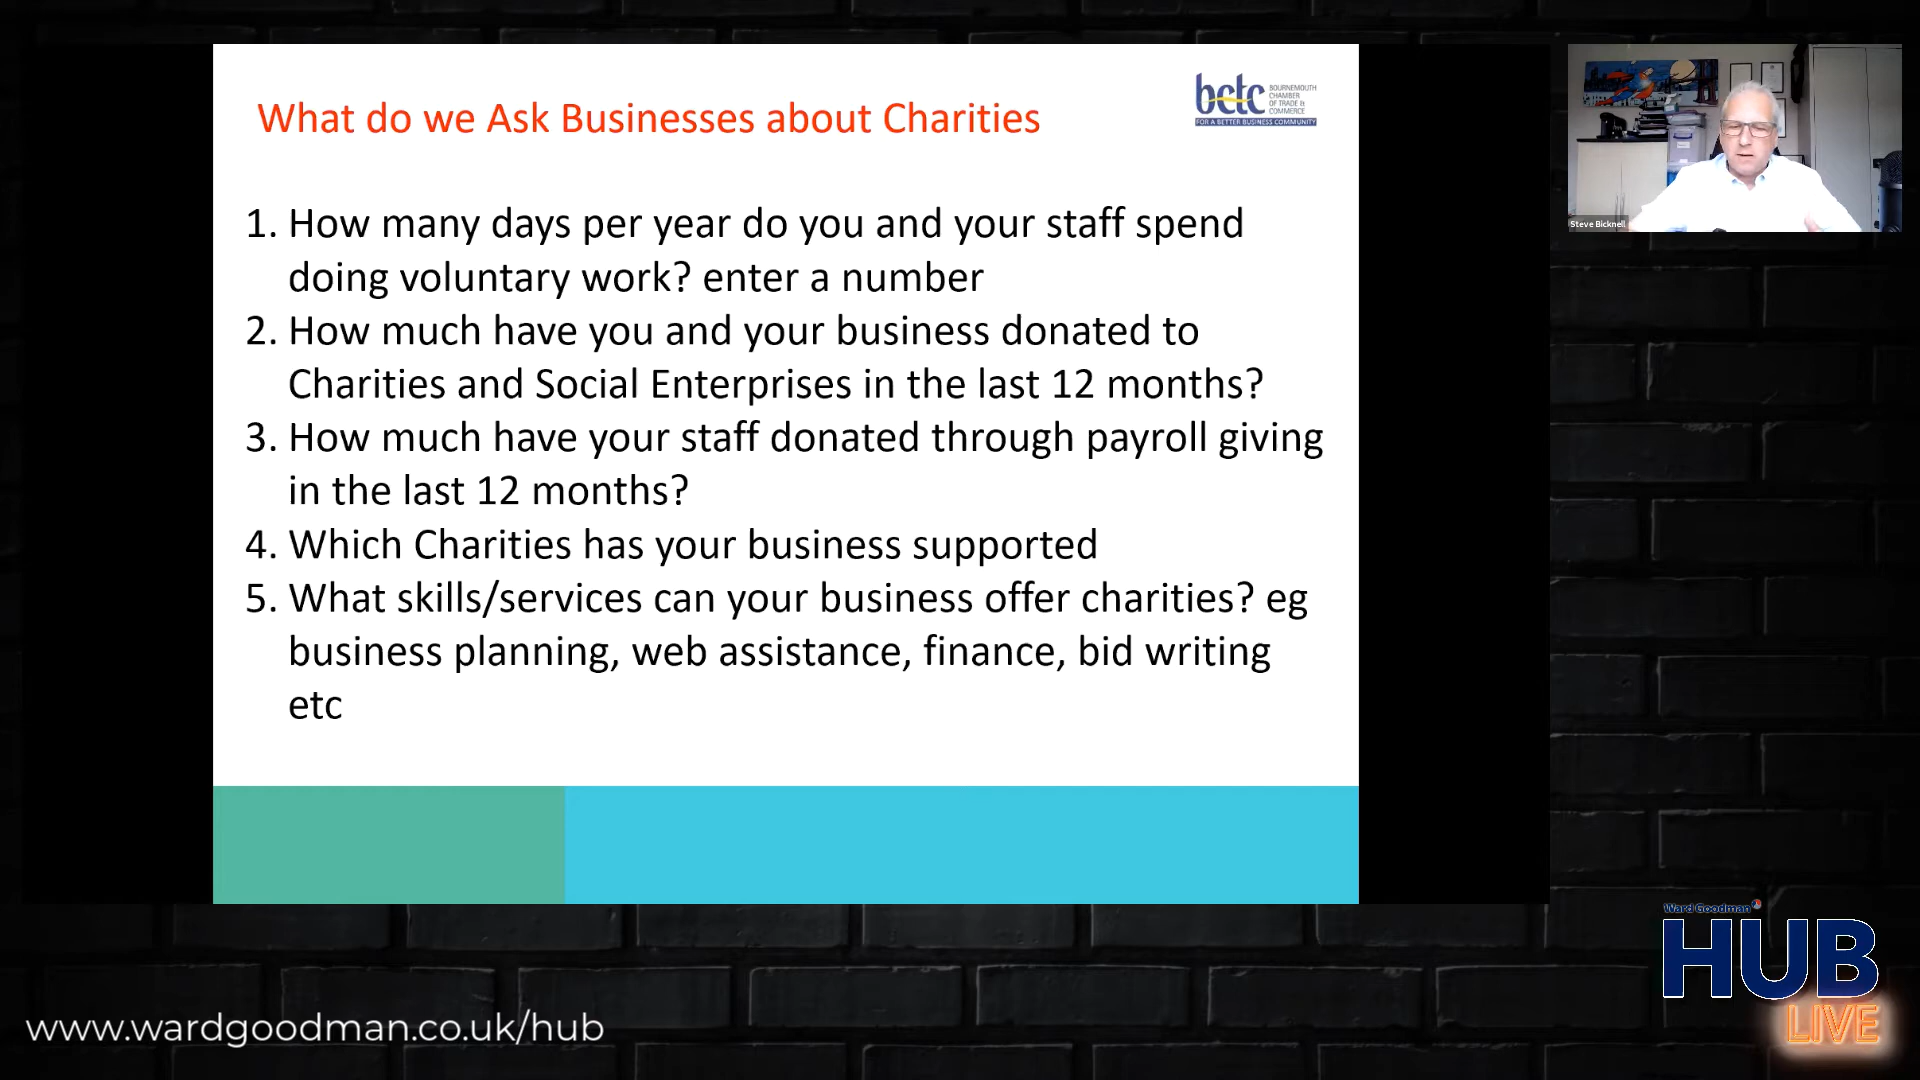 What do we Ask Businesses about Charities
bctc
BOURNEMOUTH
CHAMBER
OF TRADE &
COMMERCE
FOR A BETTER BUSINESS COMMUNITY
1. How many days per year do you and your staff spend
doing voluntary work? enter a number
2. How much have you and your business donated to
Charities and Social Enterprises in the last 12 months?
3. How much have your staff donated through payroll giving
in the last 12 months?
4. Which Charities has your business supported
5. What skills/services can your business offer charities? eg
business planning, web assistance, finance, bid writing
etc
Steve Bicknell
Ward Goodman
HUB
LIVE
www.wardgoodman.co.uk/hub